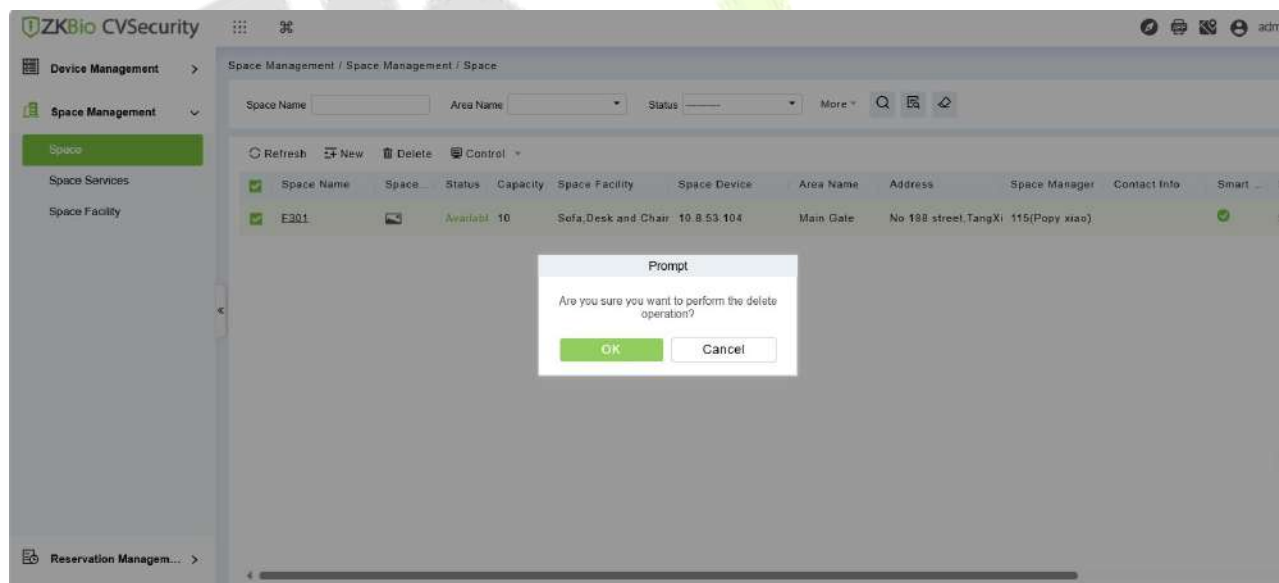 ZKBio CVSecurity
adm
Device Management
Space Management / Space Management / Space
Space Management
Space Name
Area Name
Status ---------
More
Space
Refresh New Delete Control
Space Services
Space Name Space... Status Capacity Space Facility Space Device Area Name Address Space Manager Contact Info Smart ...
Space Facility
E301 Availabl 10 Sofa,Desk and Chair 10.8.53.104 Main Gate No 188 street,TangXi 115(Popy xiao)
Prompt
Are you sure you want to perform the delete
operation?
OK Cancel
Reservation Managem...